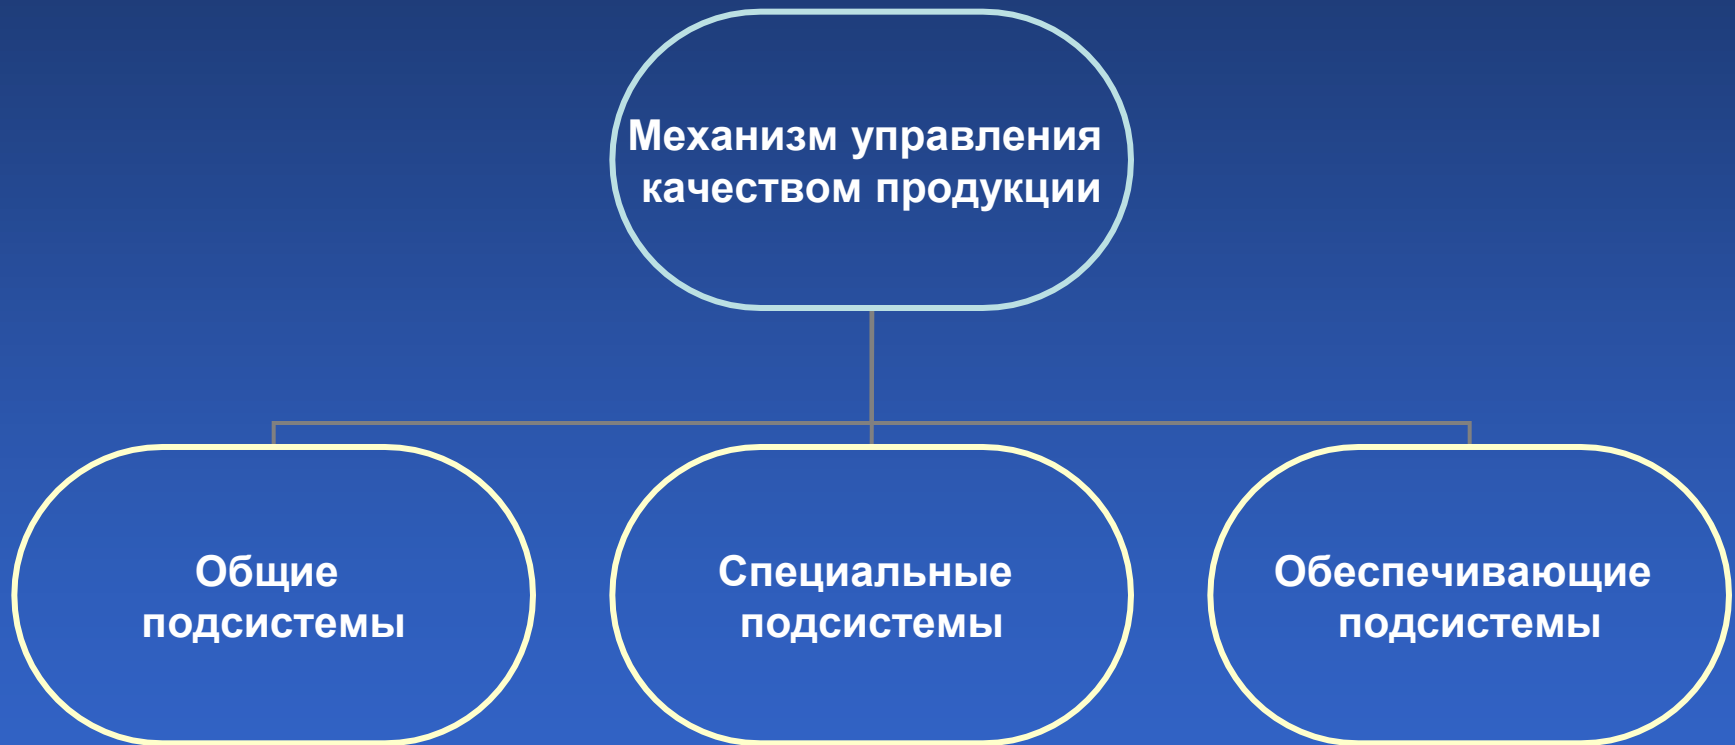 Механизм управления
качеством продукции
Общие
подсистемы
Специальные
подсистемы
Обеспечивающие
подсистемы